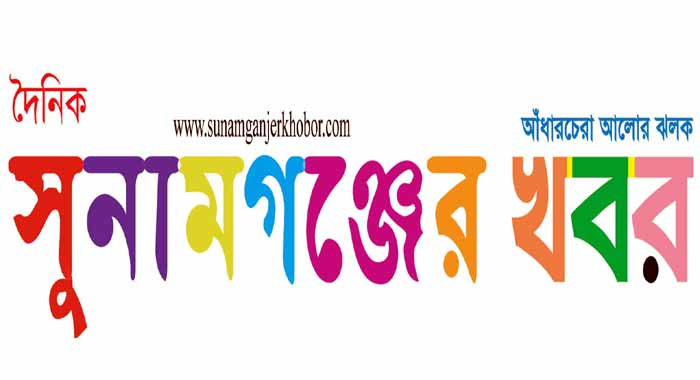 দৈনিক
www.sunamganjerkhobor.com
আঁধারচেরা আলোর ঝলক
সুনামগঞ্জের খবর